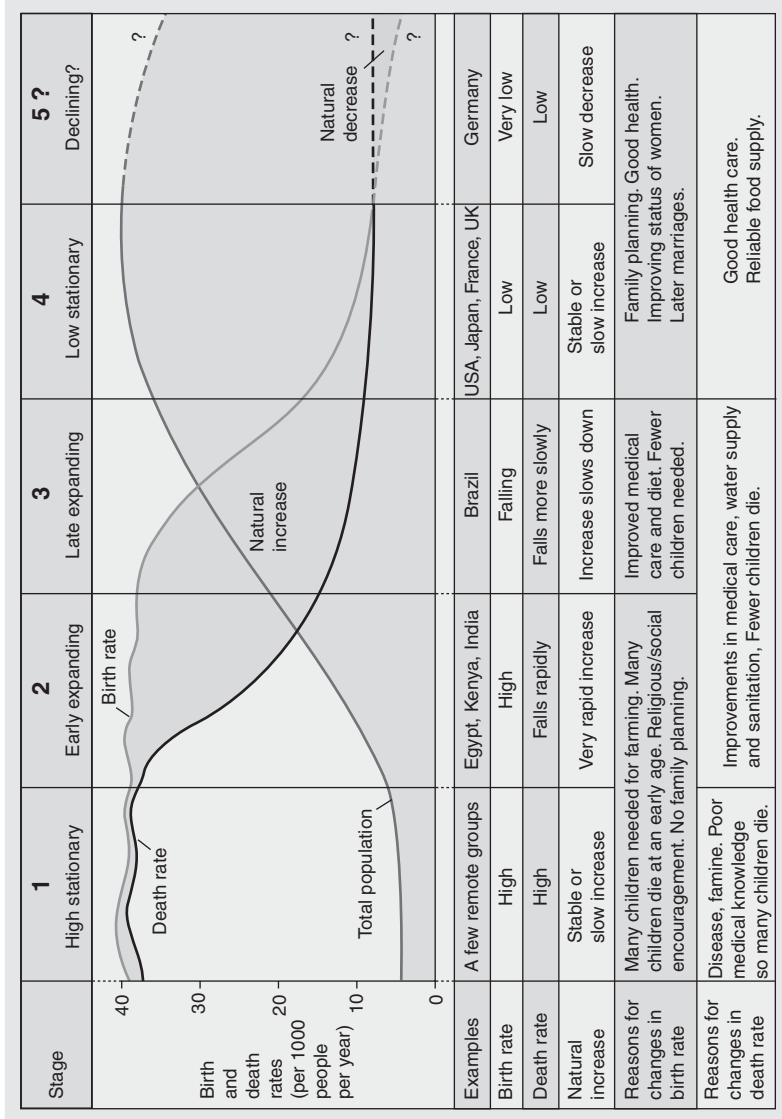 Stage
1
High stationary
2
Early expanding
3
Late expanding
4
Low stationary
5 ?
Declining?
Birth
and
death
rates
(per 1000
people
per year)
40
30
20
10
0
Birth rate
Death rate
Total population
Natural
increase
Natural
decrease
?
?
?
Examples
A few remote groups
Egypt, Kenya, India
Brazil
USA, Japan, France, UK
Germany
Birth rate
High
High
Falling
Low
Very low
Death rate
High
Falls rapidly
Falls more slowly
Low
Low
Natural
increase
Stable or
slow increase
Very rapid increase
Increase slows down
Stable or
slow increase
Slow decrease
Reasons for
changes in
birth rate
Many children needed for farming. Many
children die at an early age. Religious/social
encouragement. No family planning.
Improved medical
care and diet. Fewer
children needed.
Family planning. Good health.
Improving status of women.
Later marriages.
Reasons for
changes in
death rate
Disease, famine. Poor
medical knowledge
so many children die.
Improvements in medical care, water supply
and sanitation, Fewer children die.
Good health care.
Reliable food supply.